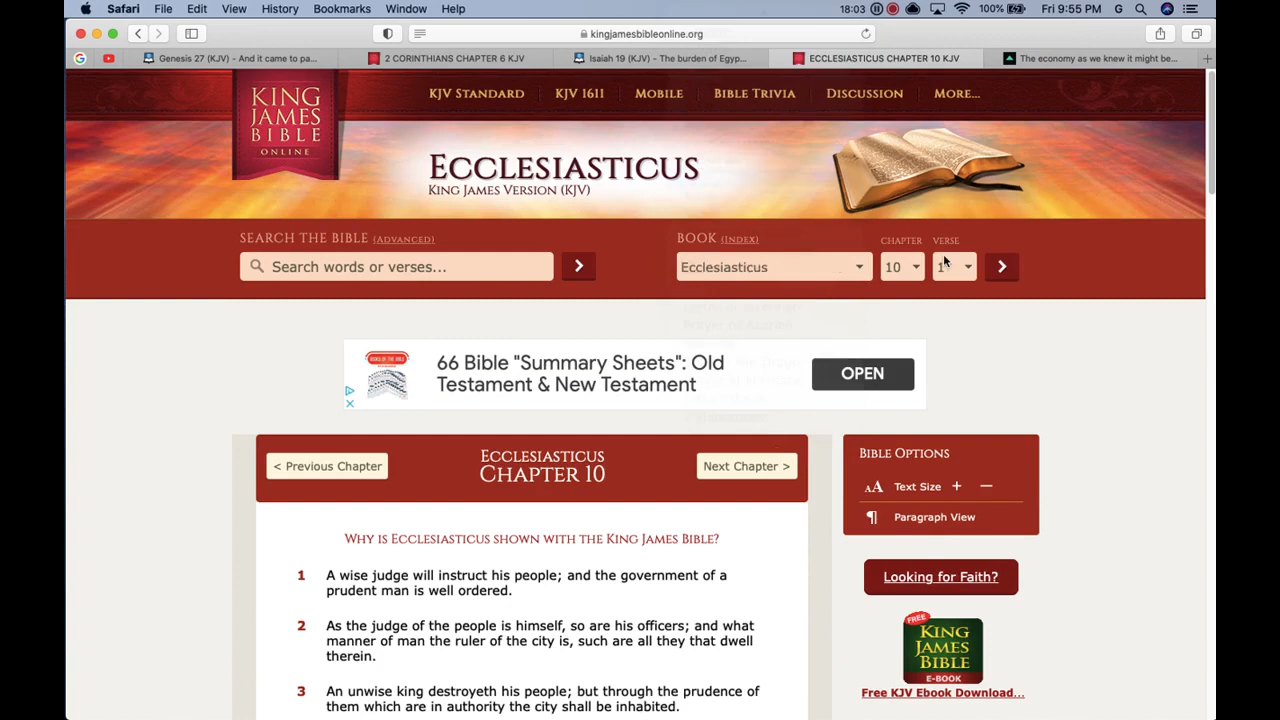 Safari File Edit View History Bookmarks Window Help 18:03 100% Fri 9:55 PM G
kingjamesbibleonline.org
Genesis 27 (KJV) - And it came to pa...
2 CORINTHIANS CHAPTER 6 KJV
Isaiah 19 (KJV) - The burden of Egyp...
ECCLESIASTICUS CHAPTER 10 KJV
The economy as we knew it might be...
KING
JAMES
BIBLE
ONLINE
KJV STANDARD KJV 1611 MOBILE BIBLE TRIVIA DISCUSSION MORE...
ECCLESIASTICUS
KING JAMES VERSION (KJV)
SEARCH THE BIBLE (ADVANCED)
Search words or verses...
BOOK (INDEX) CHAPTER VERSE
Ecclesiasticus 10 1
66 Bible "Summary Sheets": Old
Testament & New Testament
OPEN
< Previous Chapter
ECCLESIASTICUS
CHAPTER 10
Next Chapter >
WHY IS ECCLESIASTICUS SHOWN WITH THE KING JAMES BIBLE?
1 A wise judge will instruct his people; and the government of a
prudent man is well ordered.
2 As the judge of the people is himself, so are his officers; and what
manner of man the ruler of the city is, such are all they that dwell
therein.
3 An unwise king destroyeth his people; but through the prudence of
them which are in authority the city shall be inhabited.
BIBLE OPTIONS
AA Text Size + —
¶ Paragraph View
Looking for Faith?
FREE
KING
JAMES
BIBLE
E-BOOK
Free KJV Ebook Download...